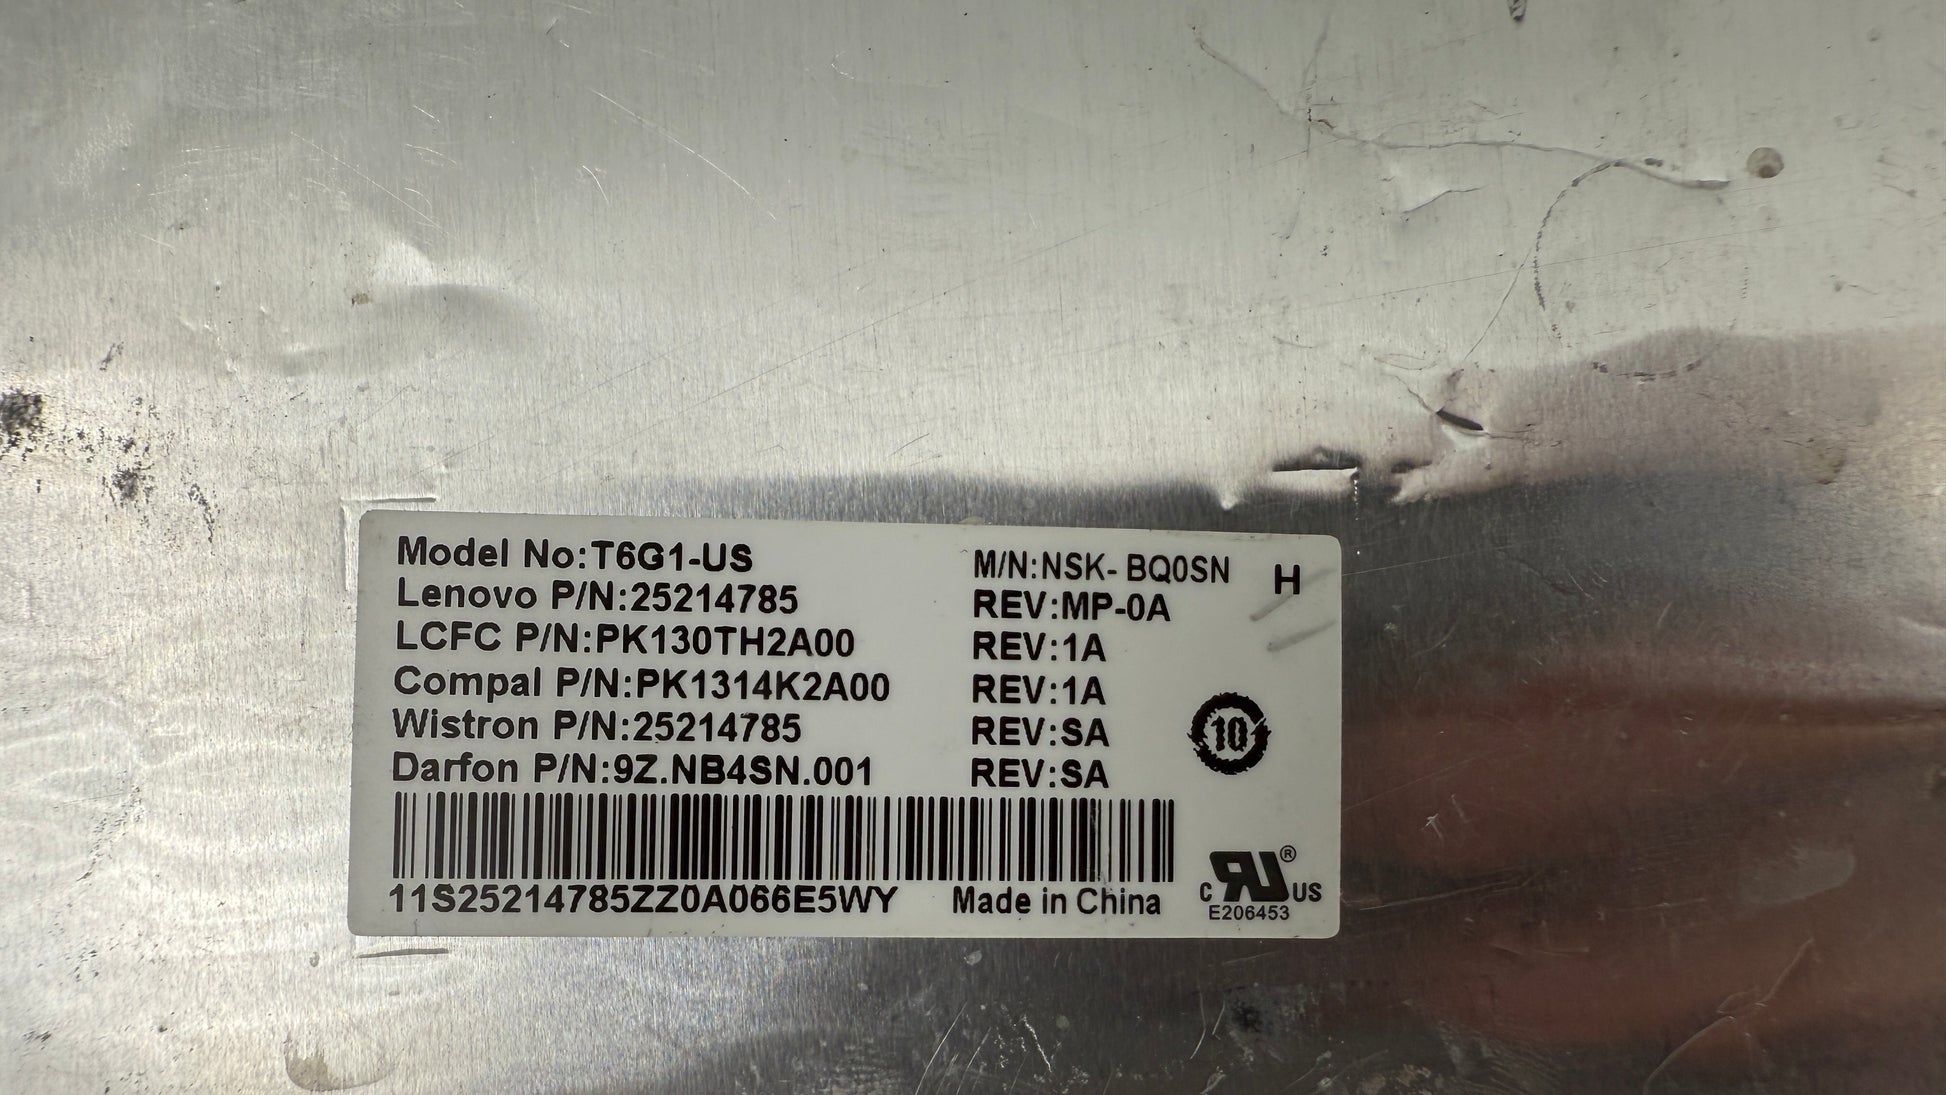 Model No:T6G1-US M/N:NSK- BQ0SN H
Lenovo P/N:25214785 REV:MP-0A
LCFC P/N:PK130TH2A00 REV:1A
Compal P/N:PK1314K2A00 REV:1A
Wistron P/N:25214785 REV:SA
Darfon P/N:9Z.NB4SN.001 REV:SA
10
11S25214785ZZ0A066E5WY Made in China
C RU ® US
E206453